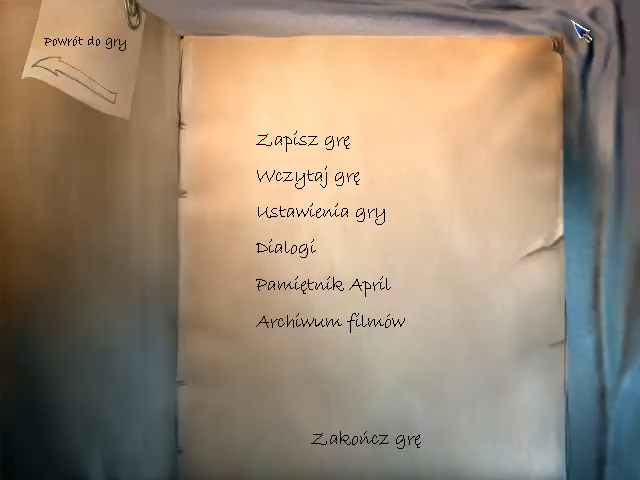 Powrót do gry
Zapisz grę
Wczytaj grę
Ustawienia gry
Dialogi
Pamiętnik April
Archiwum filmów
Zakończ grę